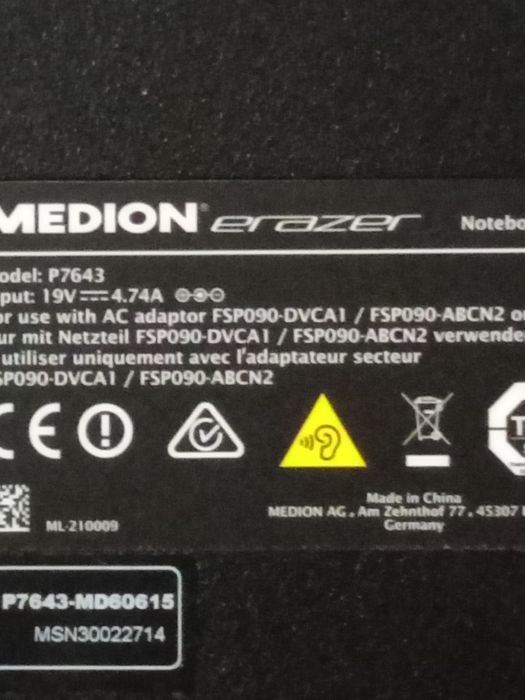 MEDION® erazer Notebo
odel: P7643
put: 19V⎓4.74A
or use with AC adaptor FSP090-DVCA1 / FSP090-ABCN2 o
ur mit Netzteil FSP090-DVCA1 / FSP090-ABCN2 verwende
utiliser uniquement avec l'adaptateur secteur
SP090-DVCA1 / FSP090-ABCN2
CE
Made in China
MEDION AG . Am Zehnthof 77 . 45307
Germany
ML-210009
P7643-MD60615
MSN30022714